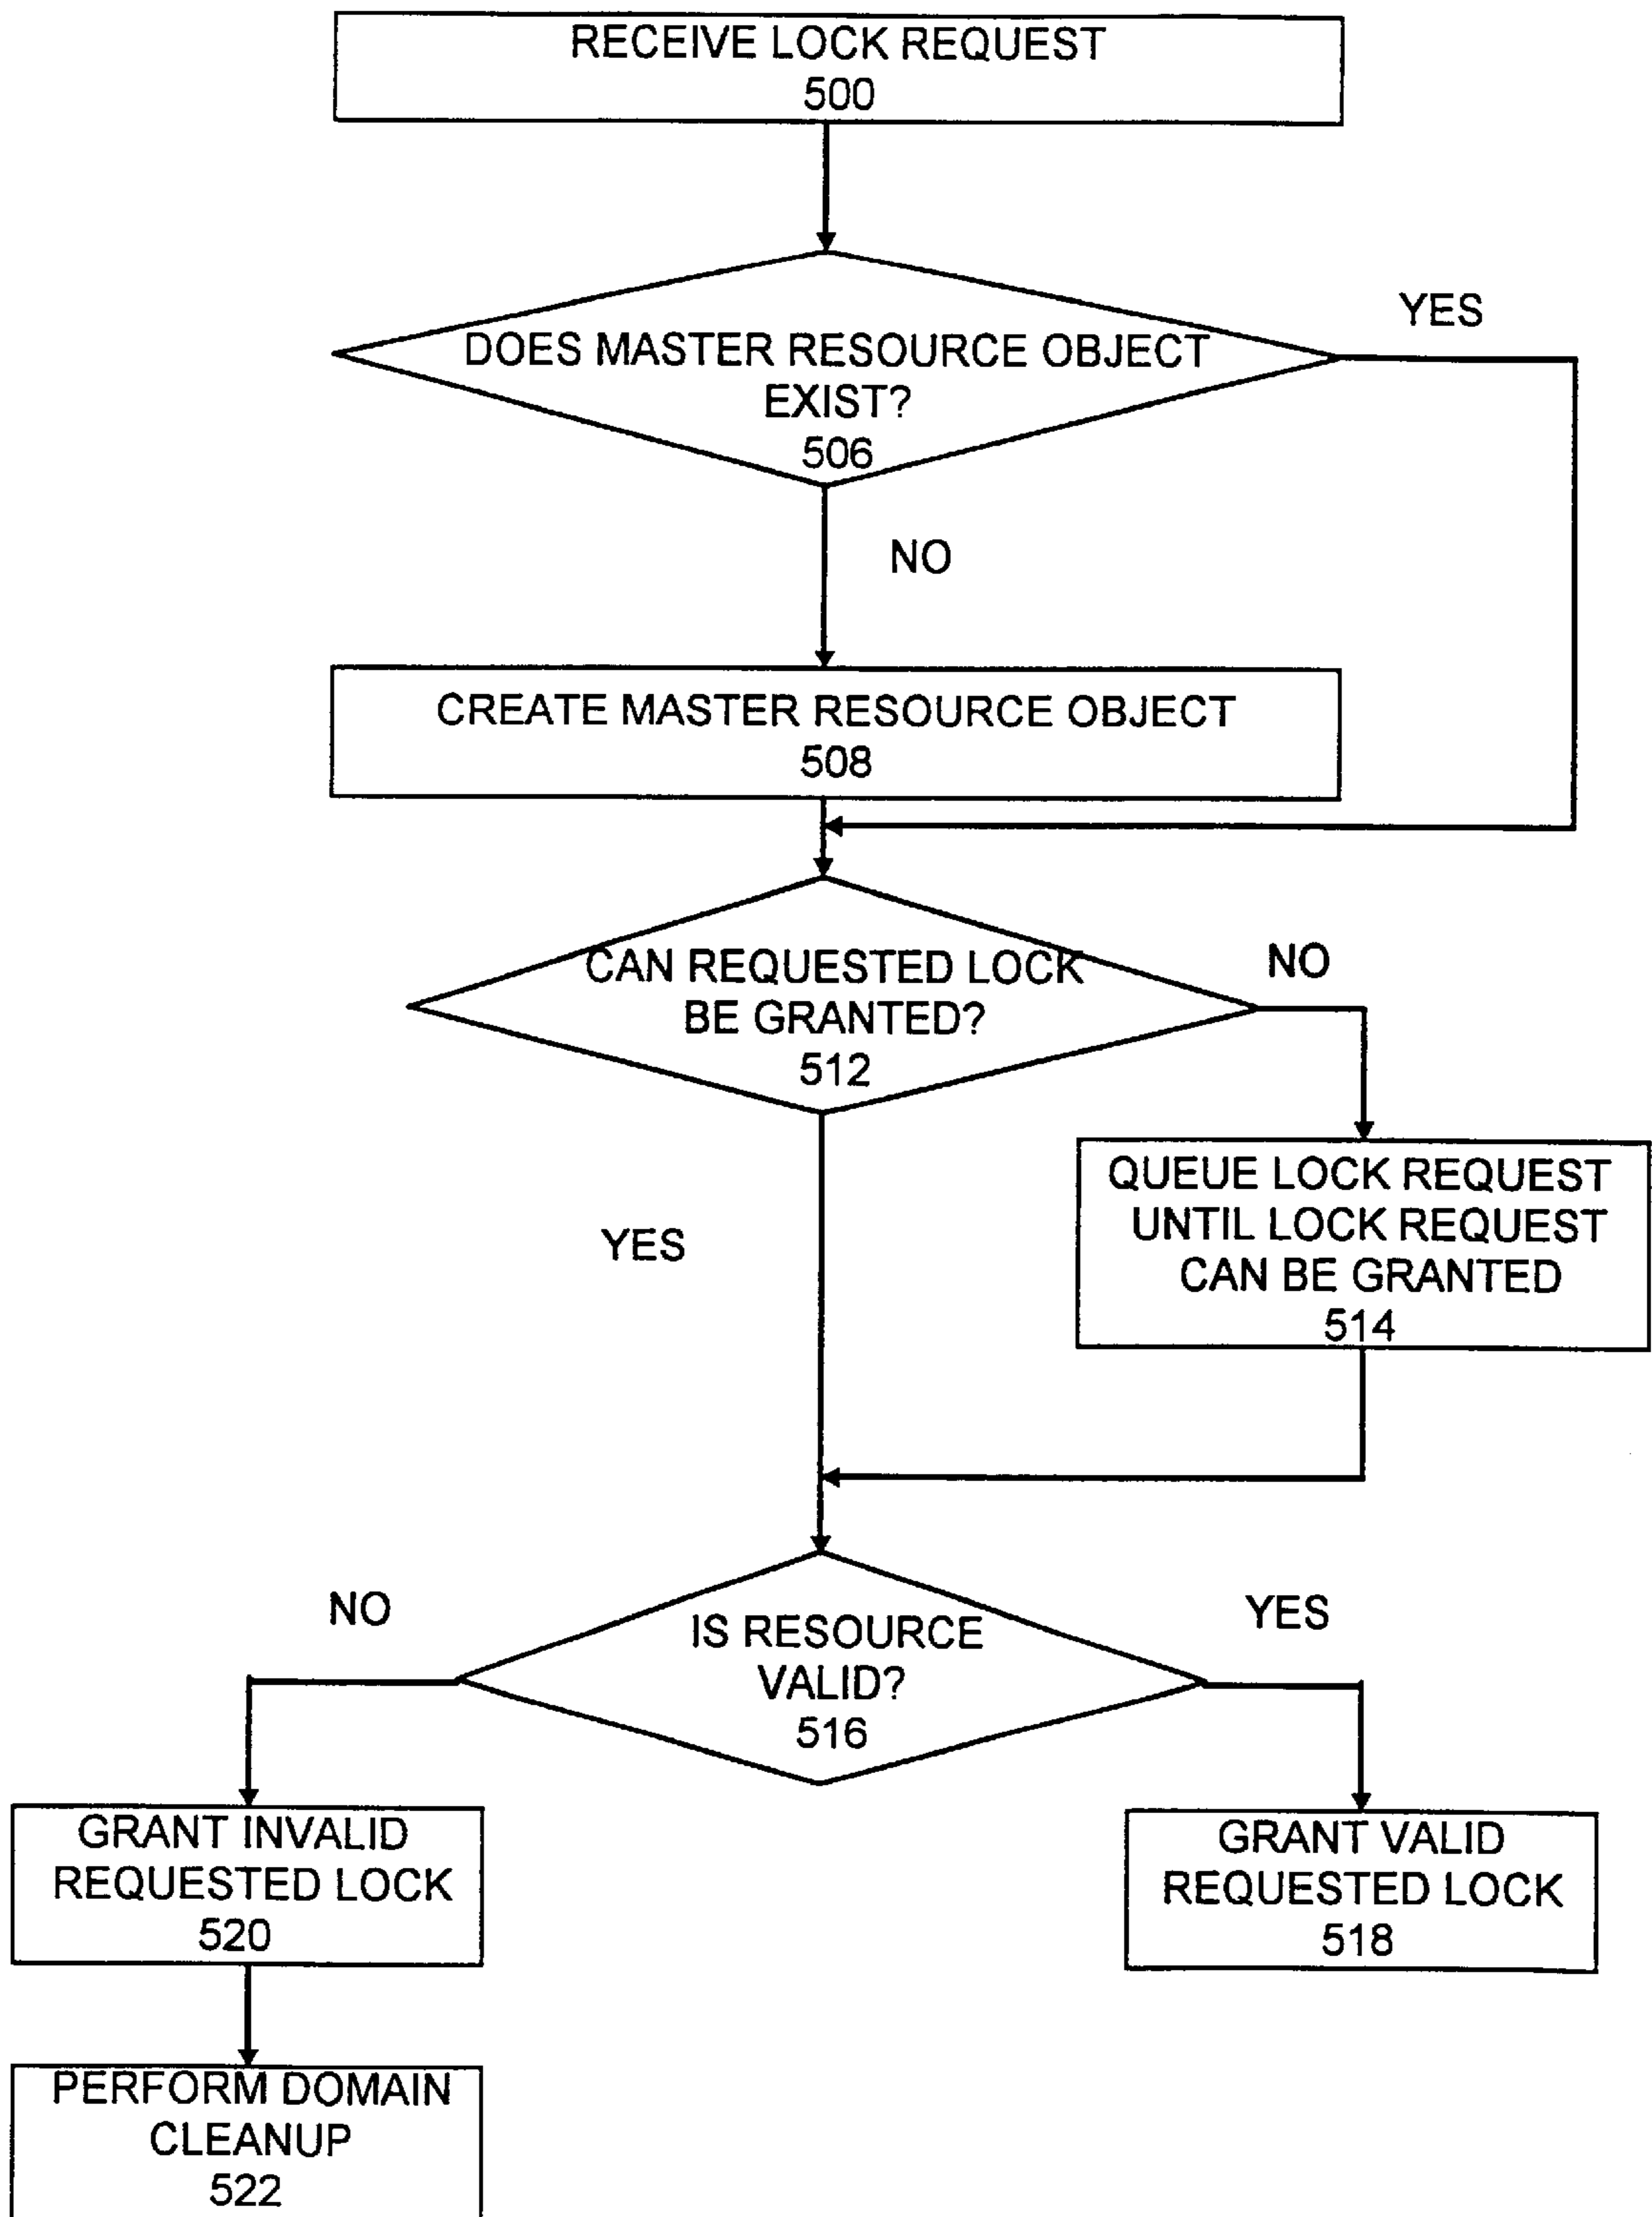 RECEIVE LOCK REQUEST
500
YES
DOES MASTER RESOURCE OBJECT
EXIST?
506
NO
CREATE MASTER RESOURCE OBJECT
508
CAN REQUESTED LOCK
BE GRANTED?
512
NO
YES
QUEUE LOCK REQUEST
UNTIL LOCK REQUEST
CAN BE GRANTED
514
NO
IS RESOURCE
VALID?
516
YES
GRANT INVALID
REQUESTED LOCK
520
GRANT VALID
REQUESTED LOCK
518
PERFORM DOMAIN
CLEANUP
522